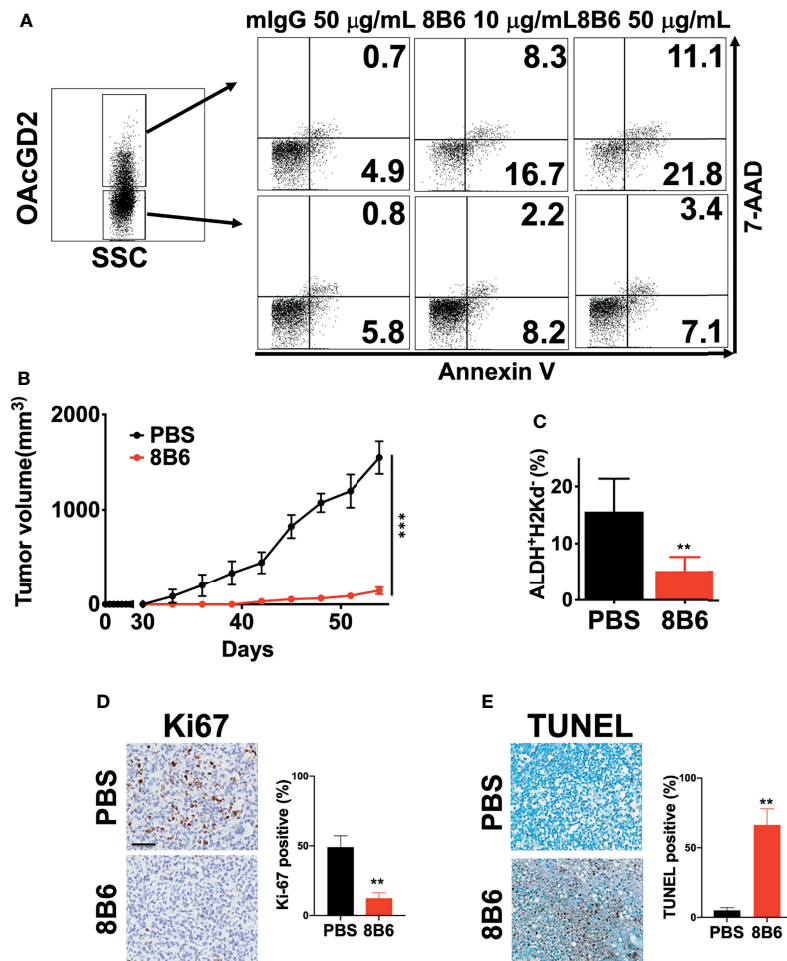 A
mIgG 50 μg/mL 8B6 10 μg/mL 8B6 50 μg/mL
OAcGD2
SSC
0.7
4.9
8.3
16.7
11.1
21.8
0.8
5.8
2.2
8.2
3.4
7.1
7-AAD
Annexin V
B
Tumor volume(mm³)
2000
1000
0
PBS
8B6
***
0 30 40 50
Days
C
ALDH⁺H2Kd⁻ (%)
20
10
0
**
PBS 8B6
D
Ki67
PBS
8B6
Ki-67 positive (%)
100
50
0
**
PBS 8B6
E
TUNEL
PBS
8B6
TUNEL positive (%)
100
50
0
**
PBS 8B6